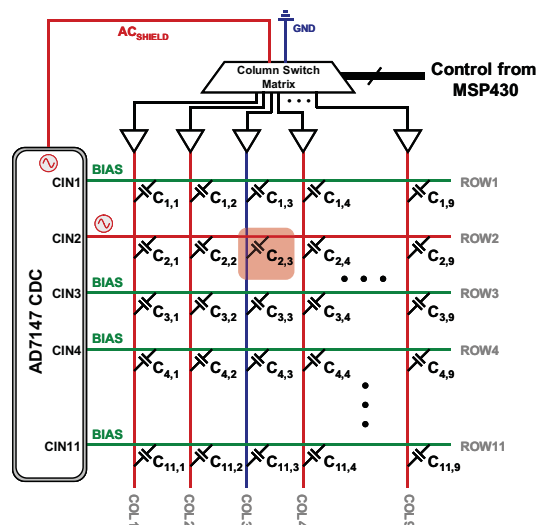 AC SHIELD
GND
Column Switch
Matrix
Control from
MSP430
AD7147 CDC
CIN1 BIAS ROW1
C1,1 C1,2 C1,3 C1,4 C1,9
CIN2 ROW2
C2,1 C2,2 C2,3 C2,4 C2,9
CIN3 BIAS ROW3
C3,1 C3,2 C3,3 C3,4 C3,9
CIN4 BIAS ROW4
C4,1 C4,2 C4,3 C4,4 C4,9
CIN11 BIAS ROW11
C11,1 C11,2 C11,3 C11,4 C11,9